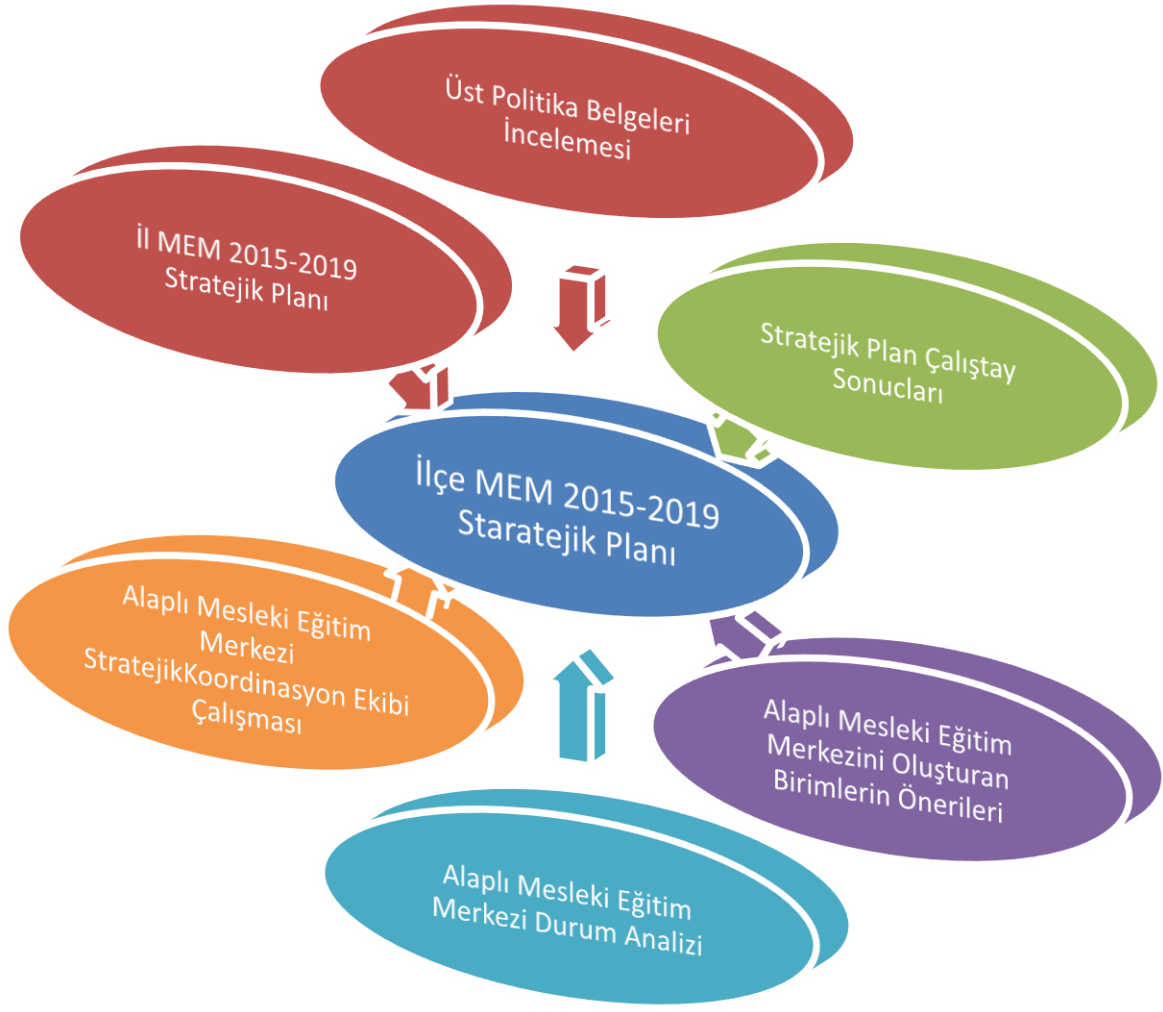 Üst Politika Belgeleri
İncelemesi
İl MEM 2015-2019
Stratejik Planı
Stratejik Plan Çalıştay
Sonucları
İlçe MEM 2015-2019
Staratejik Planı
Alaplı Mesleki Eğitim
Merkezi
StratejikKoordinasyon Ekibi
Çalışması
Alaplı Mesleki Eğitim
Merkezini Oluşturan
Birimlerin Önerileri
Alaplı Mesleki Eğitim
Merkezi Durum Analizi